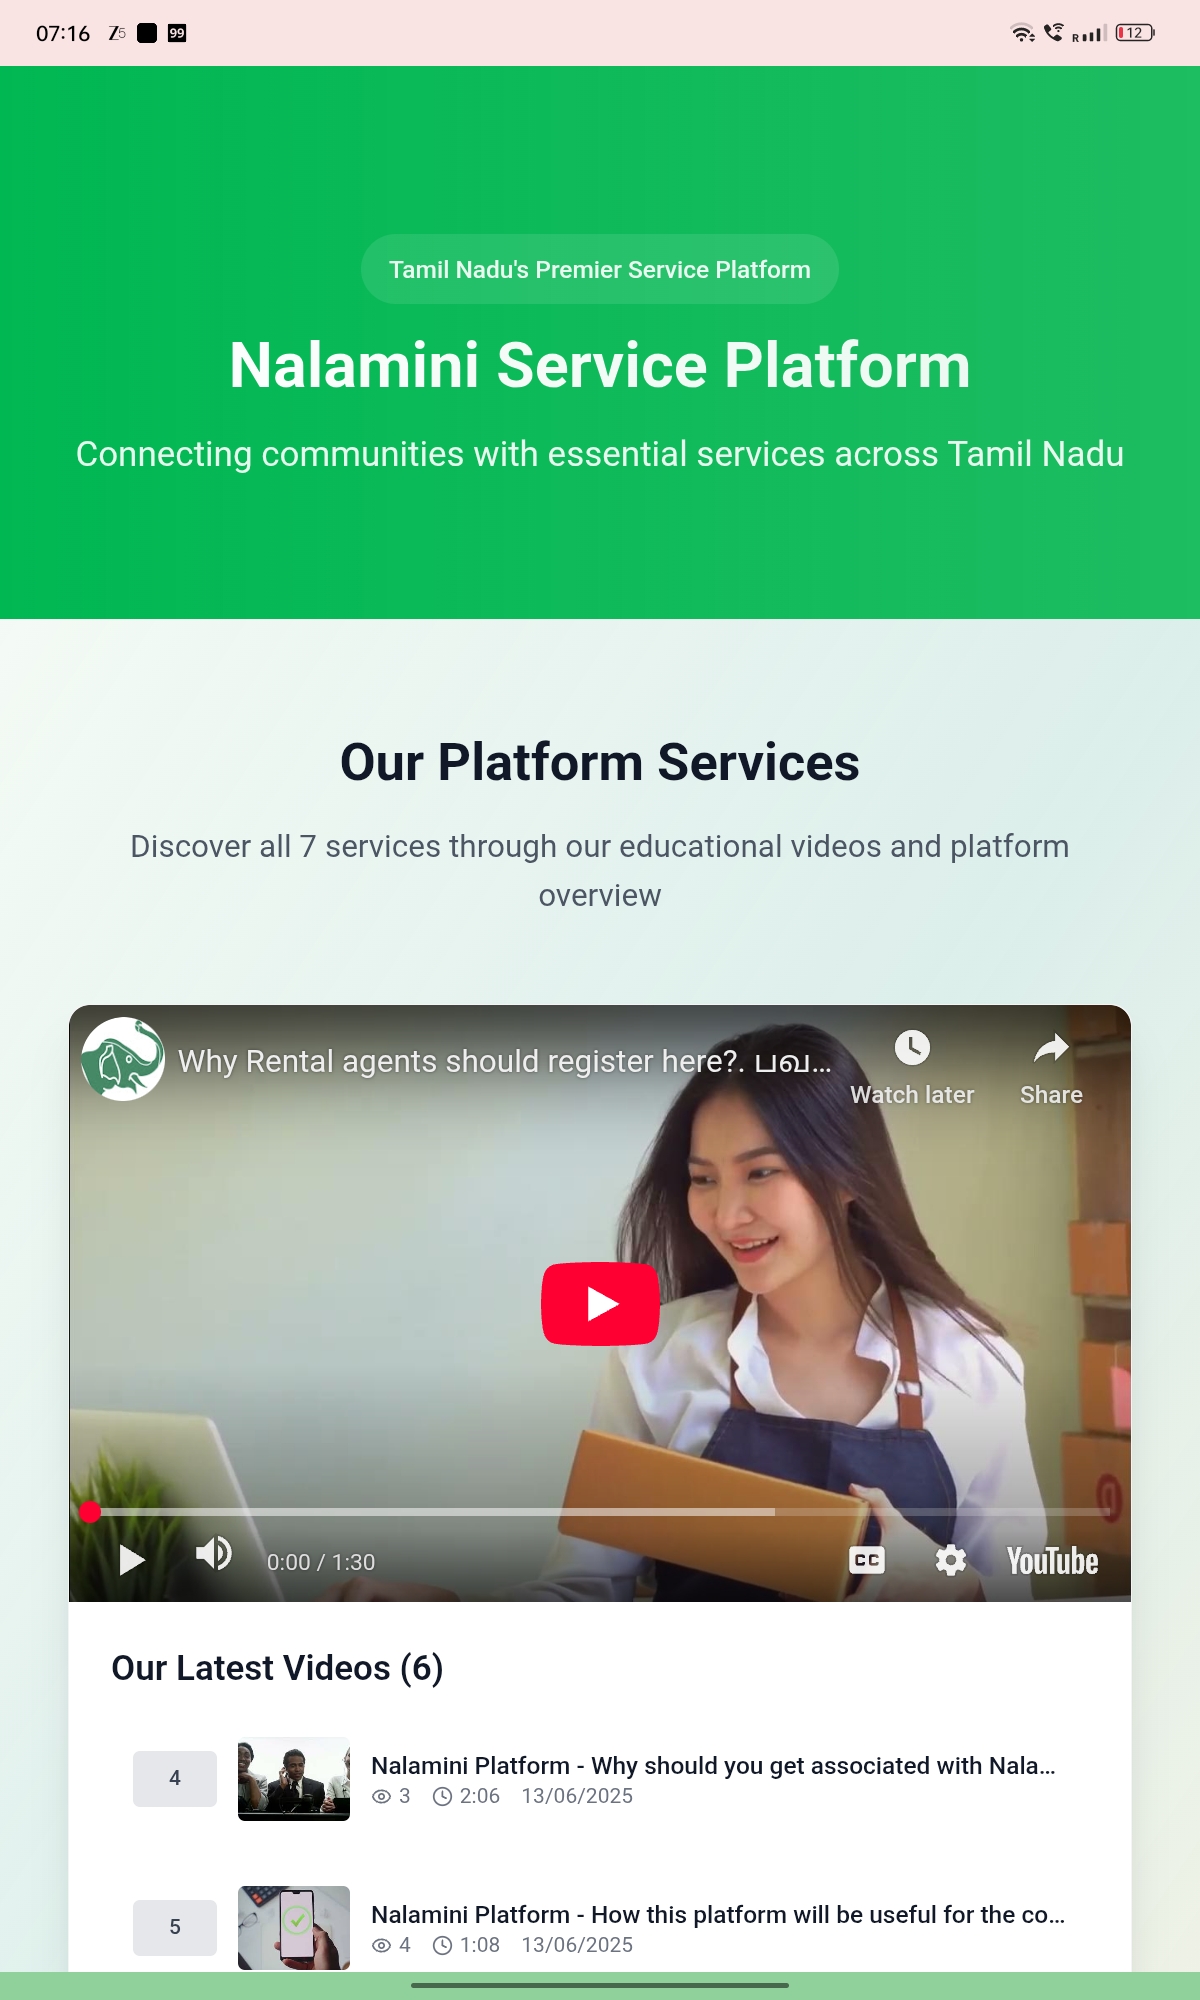 07:16 Z5 99 R 12
Tamil Nadu's Premier Service Platform
Nalamini Service Platform
Connecting communities with essential services across Tamil Nadu
Our Platform Services
Discover all 7 services through our educational videos and platform
overview
Why Rental agents should register here?. பவ...
Watch later
Share
0:00 / 1:30
CC
YouTube
Our Latest Videos (6)
4
Nalamini Platform - Why should you get associated with Nala...
3 2:06 13/06/2025
5
Nalamini Platform - How this platform will be useful for the co...
4 1:08 13/06/2025